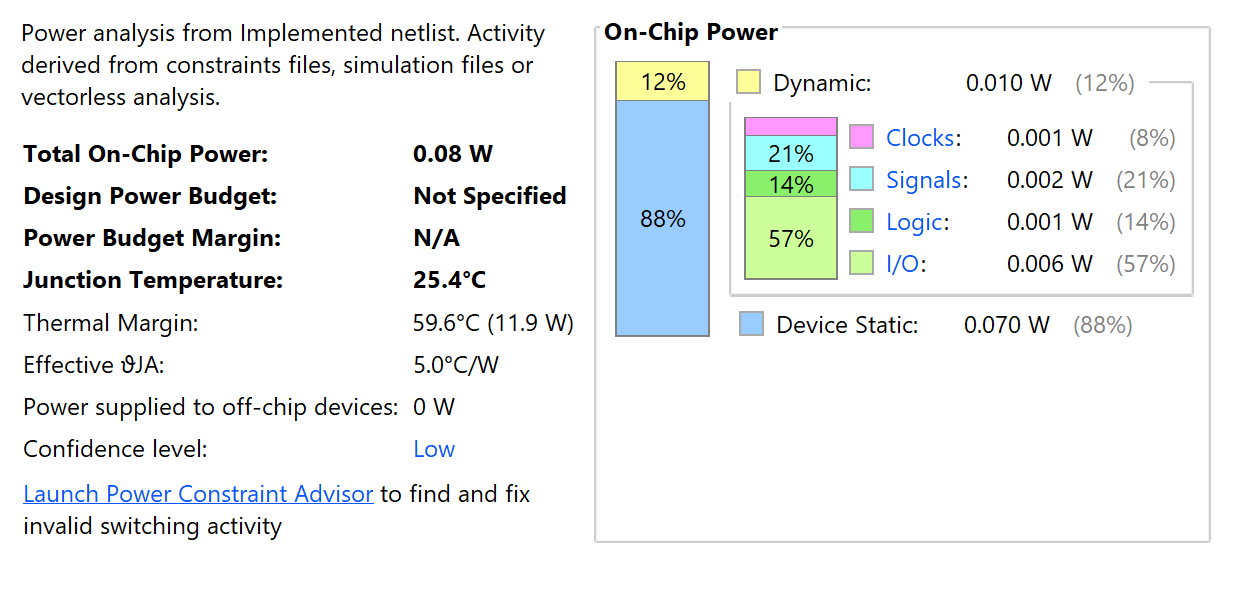 Power analysis from Implemented netlist. Activity
derived from constraints files, simulation files or
vectorless analysis.
Total On-Chip Power: 0.08 W
Design Power Budget: Not Specified
Power Budget Margin: N/A
Junction Temperature: 25.4°C
Thermal Margin: 59.6°C (11.9 W)
Effective ϑJA: 5.0°C/W
Power supplied to off-chip devices: 0 W
Confidence level: Low
Launch Power Constraint Advisor to find and fix
invalid switching activity
On-Chip Power
12%
88%
Dynamic: 0.010 W (12%)
21%
14%
57%
Clocks: 0.001 W (8%)
Signals: 0.002 W (21%)
Logic: 0.001 W (14%)
I/O: 0.006 W (57%)
Device Static: 0.070 W (88%)